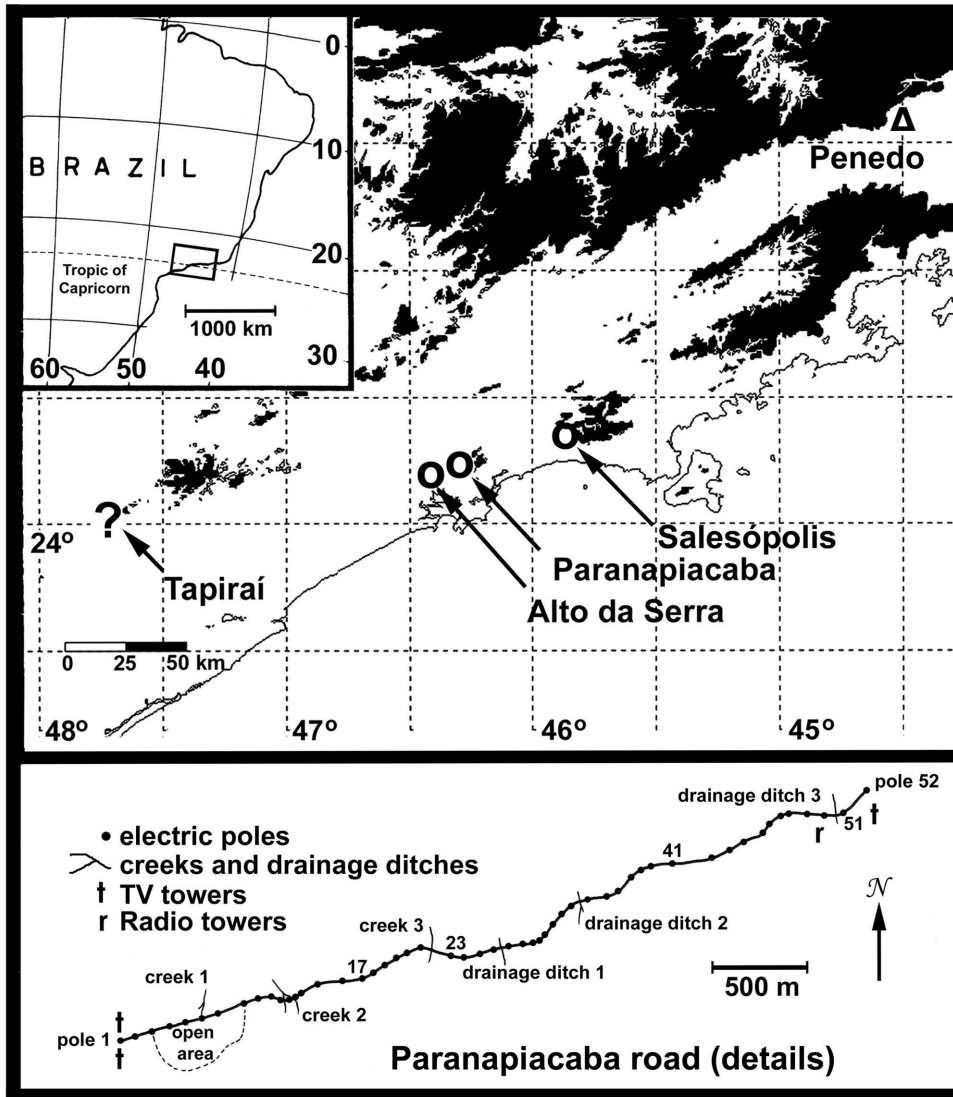 0
10
20
30
BRAZIL
Tropic of
Capricorn
1000 km
60
50
40
Δ
Penedo
?
24º
Tapiraí
Salesópolis
Paranapiacaba
Alto da Serra
0 25 50 km
48º
47º
46º
45º
drainage ditch 3
pole 52
51
r
electric poles
creeks and drainage ditches
TV towers
r Radio towers
41
N
creek 3
23
drainage ditch 2
17
drainage ditch 1
500 m
creek 1
creek 2
pole 1
open
area
Paranapiacaba road (details)